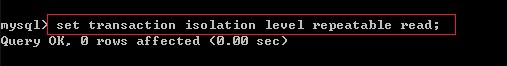 mysql> set transaction isolation level repeatable read;
Query OK, 0 rows affected (0.00 sec)